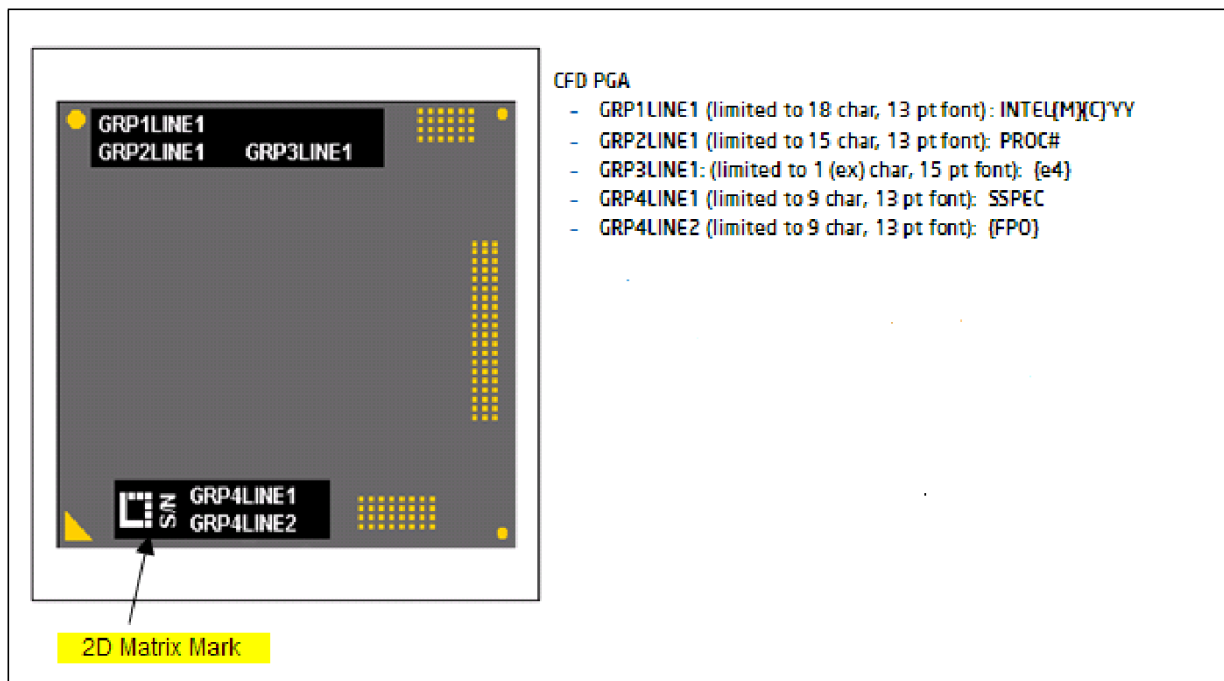 GRP1LINE1
GRP2LINE1 GRP3LINE1
S/N
GRP4LINE1
GRP4LINE2
2D Matrix Mark
CFD PGA
- GRP1LINE1 (limited to 18 char, 13 pt font) : INTEL{M}{C}'YY
- GRP2LINE1 (limited to 15 char, 13 pt font): PROC#
- GRP3LINE1: (limited to 1 (ex) char, 15 pt font): {e4}
- GRP4LINE1 (limited to 9 char, 13 pt font): SSPEC
- GRP4LINE2 (limited to 9 char, 13 pt font): {FPO}